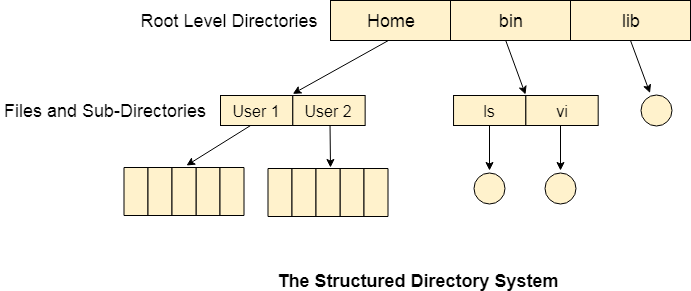 Root Level Directories Home bin lib
Files and Sub-Directories User 1 User 2 ls vi
The Structured Directory System